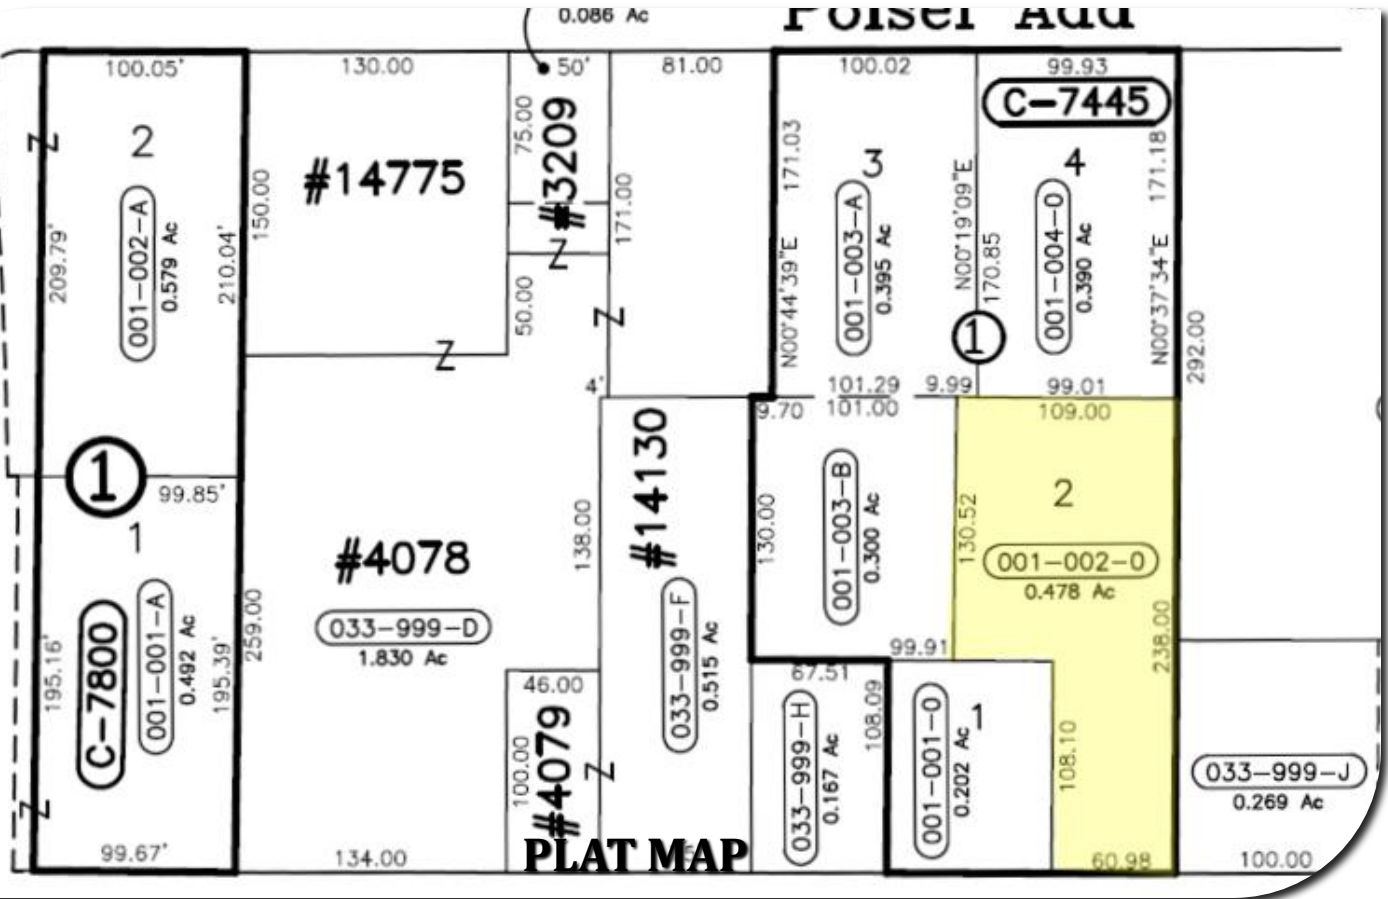 0.086 Ac
Polser Add
100.05'
130.00
50'
81.00
100.02
99.93
C-7445
2
#14775
75.00
#3209
171.03
3
N00°19'09"E
4
171.18
001-002-A
0.579 Ac
209.79'
210.04'
150.00
Z
Z
171.00
N00°44'39"E
001-003-A
0.395 Ac
170.85
001-004-0
0.390 Ac
N00°37'34"E
292.00
50.00
Z
Z
1
4'
101.29
9.99
99.01
9.70
101.00
109.00
1
99.85'
1
#4078
138.00
#14130
130.00
001-003-B
0.300 Ac
130.52
2
001-002-0
0.478 Ac
C-7800
195.16'
001-001-A
0.492 Ac
195.39'
259.00
033-999-D
1.830 Ac
033-999-F
0.515 Ac
99.91
238.00
46.00
67.51
#4079
100.00
Z
Z
033-999-H
0.167 Ac
108.09
001-001-0
0.202 Ac
1
108.10
033-999-J
0.269 Ac
99.67'
134.00
PLAT MAP
60.98
100.00